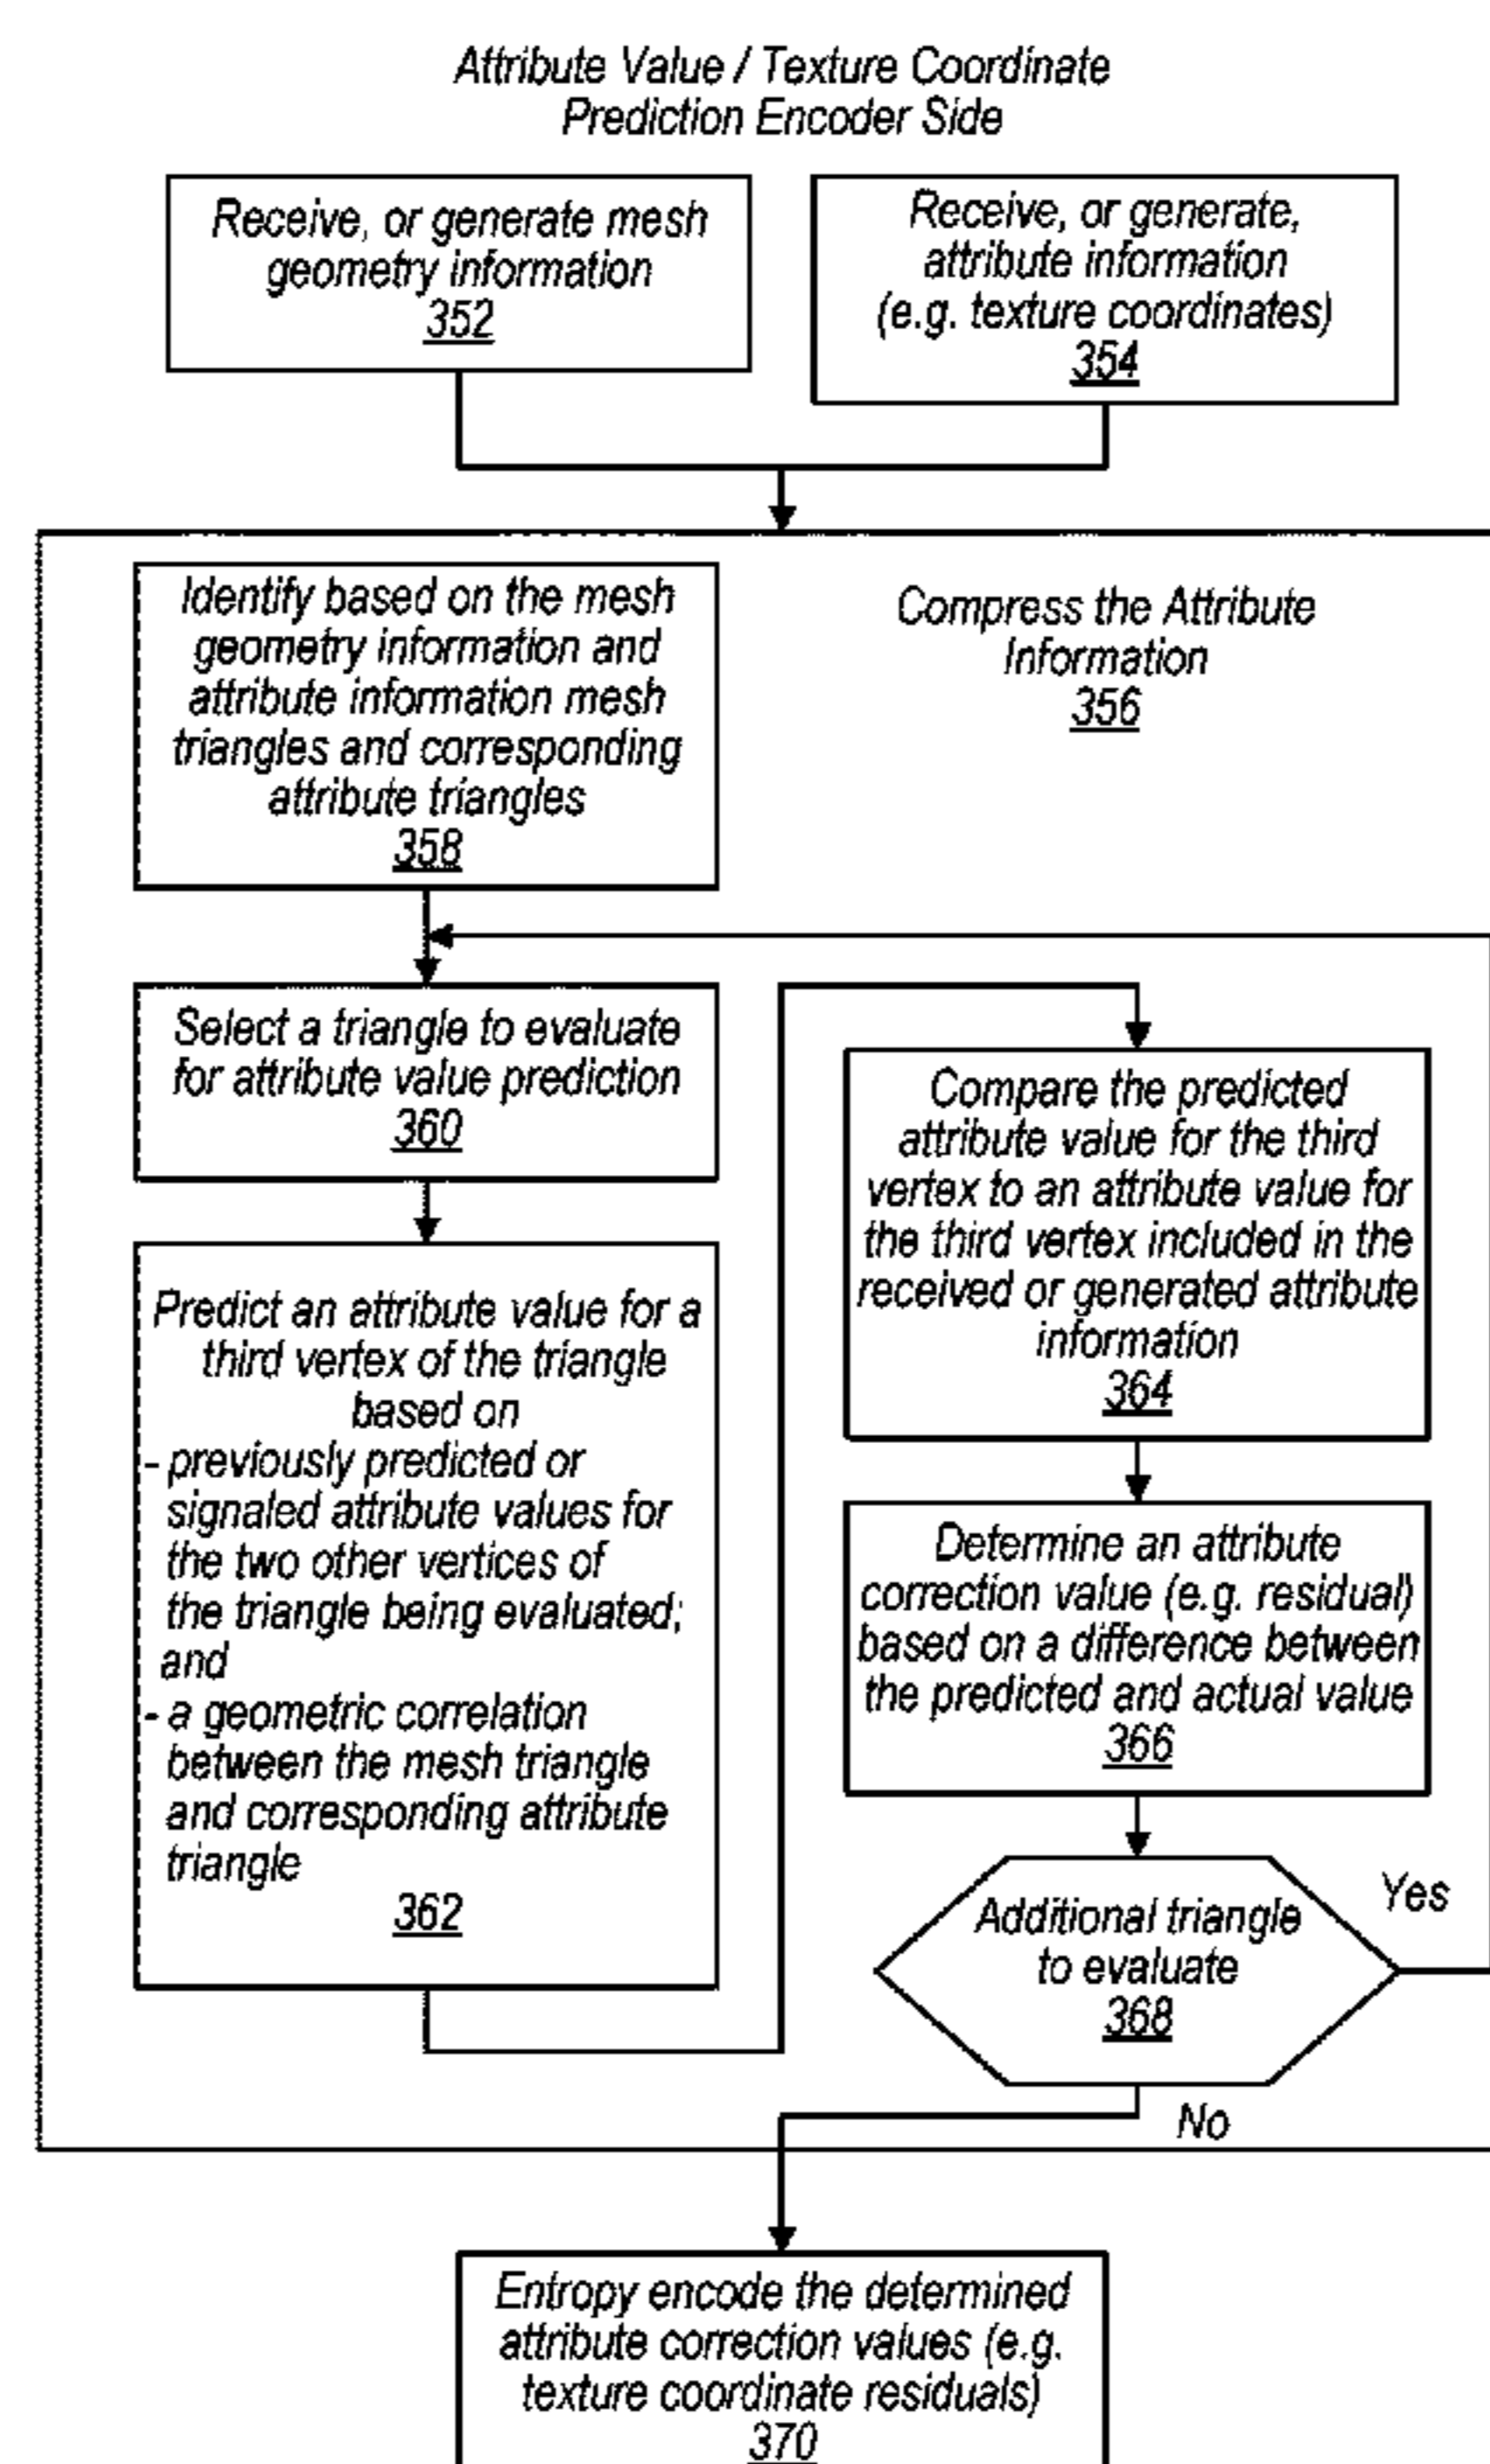 Attribute Value / Texture Coordinate
Prediction Encoder Side
Receive, or generate mesh
geometry information
352
Receive, or generate,
attribute information
(e.g. texture coordinates)
354
Compress the Attribute
Information
356
Identify based on the mesh
geometry information and
attribute information mesh
triangles and corresponding
attribute triangles
358
Select a triangle to evaluate
for attribute value prediction
360
Predict an attribute value for a
third vertex of the triangle
based on
- previously predicted or
signaled attribute values for
the two other vertices of
the triangle being evaluated;
and
- a geometric correlation
between the mesh triangle
and corresponding attribute
triangle
362
Compare the predicted
attribute value for the third
vertex to an attribute value for
the third vertex included in the
received or generated attribute
information
364
Determine an attribute
correction value (e.g. residual)
based on a difference between
the predicted and actual value
366
Additional triangle
to evaluate
368
Yes
No
Entropy encode the determined
attribute correction values (e.g.
texture coordinate residuals)
370